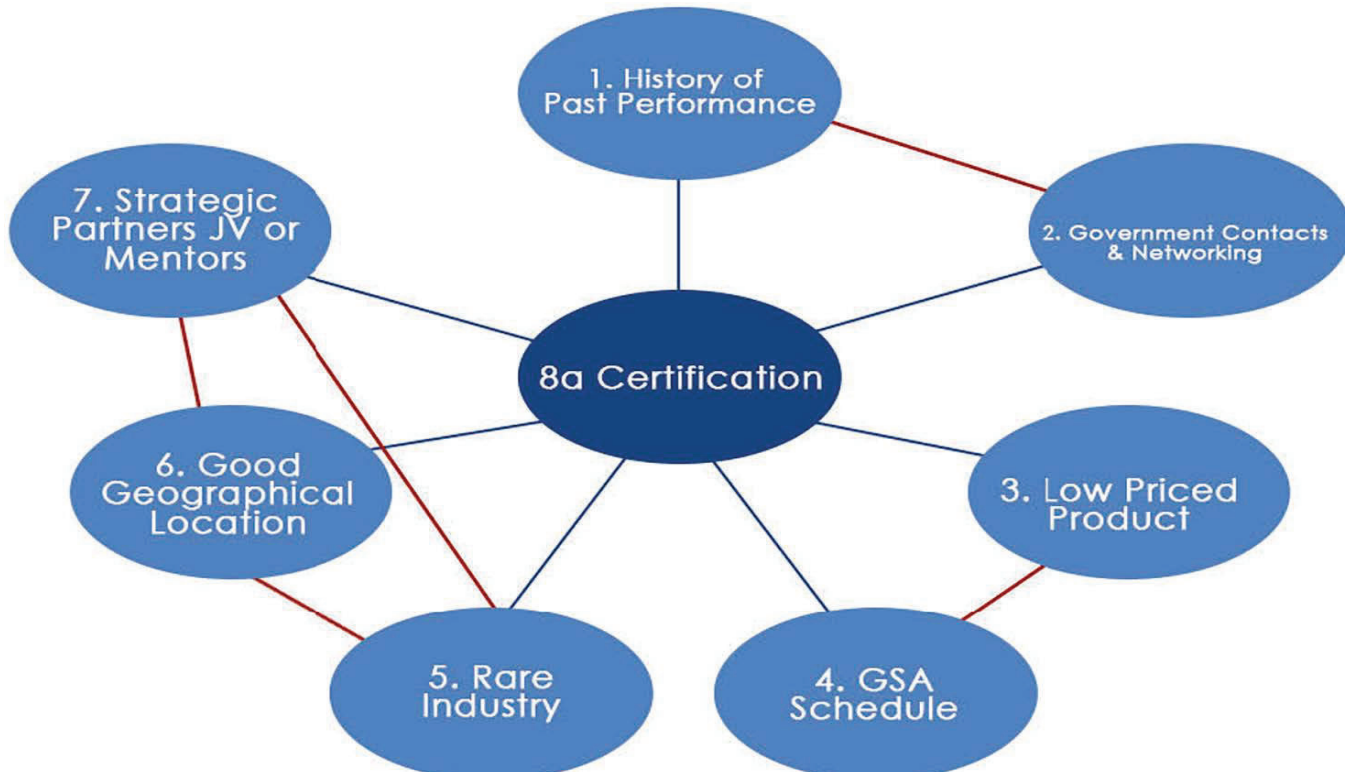 1. History of
Past Performance
2. Government Contacts
& Networking
8a Certification
3. Low Priced
Product
4. GSA
Schedule
5. Rare
Industry
6. Good
Geographical
Location
7. Strategic
Partners JV or
Mentors